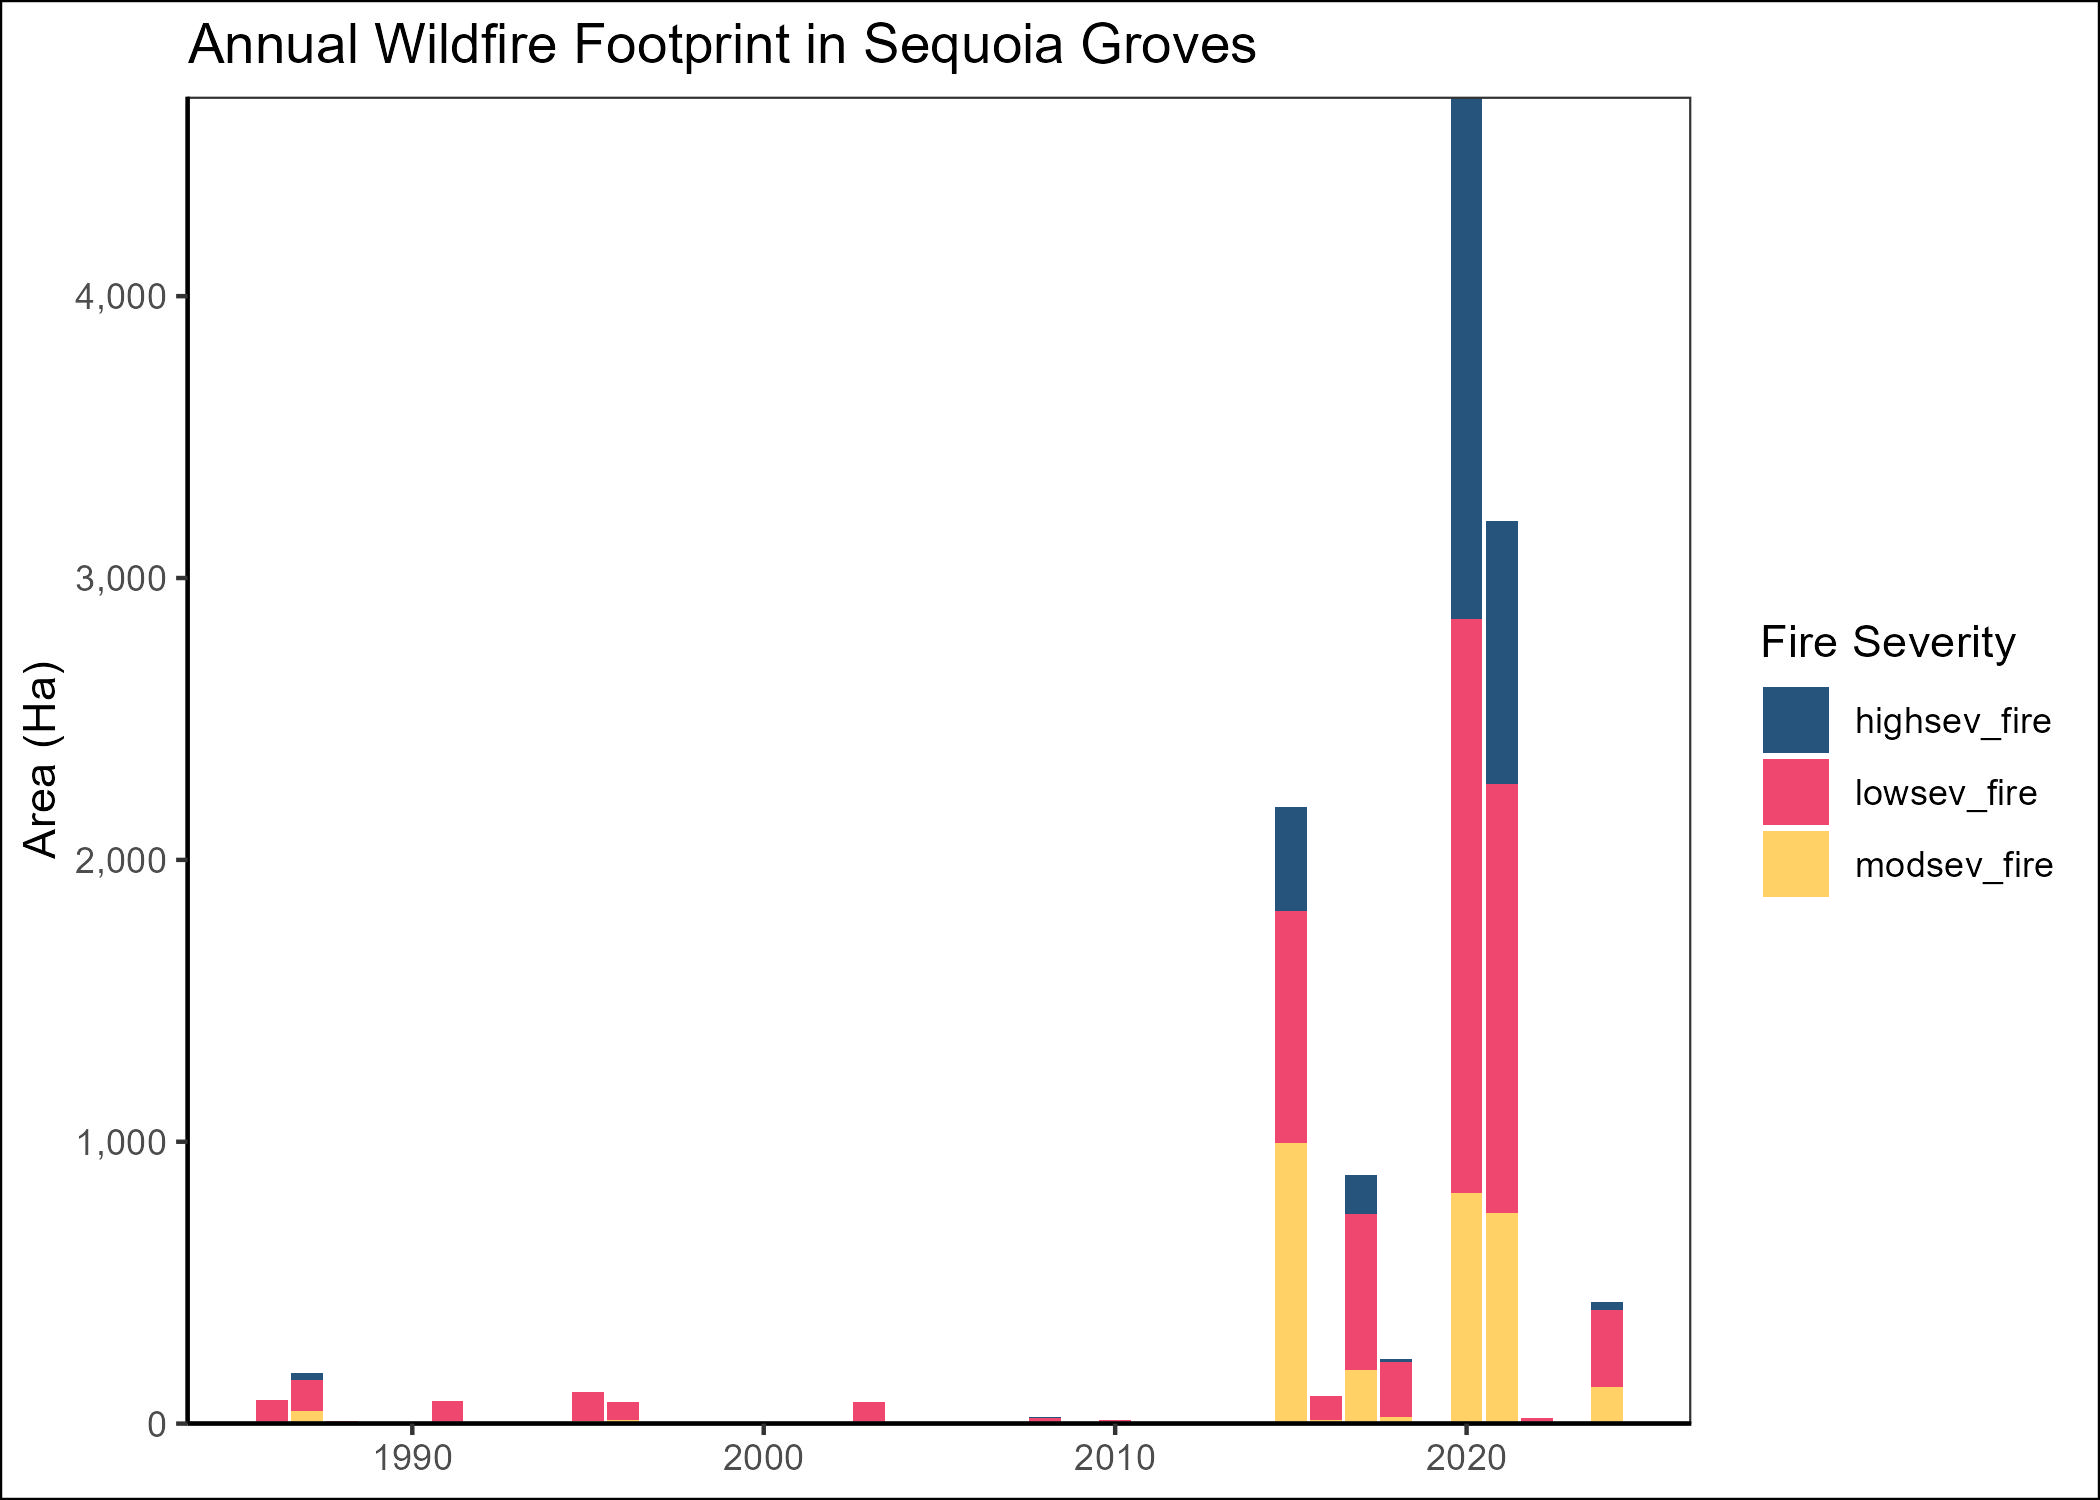 Annual Wildfire Footprint in Sequoia Groves
Area (Ha)
4,000
3,000
2,000
1,000
0
1990
2000
2010
2020
Fire Severity
highsev_fire
lowsev_fire
modsev_fire